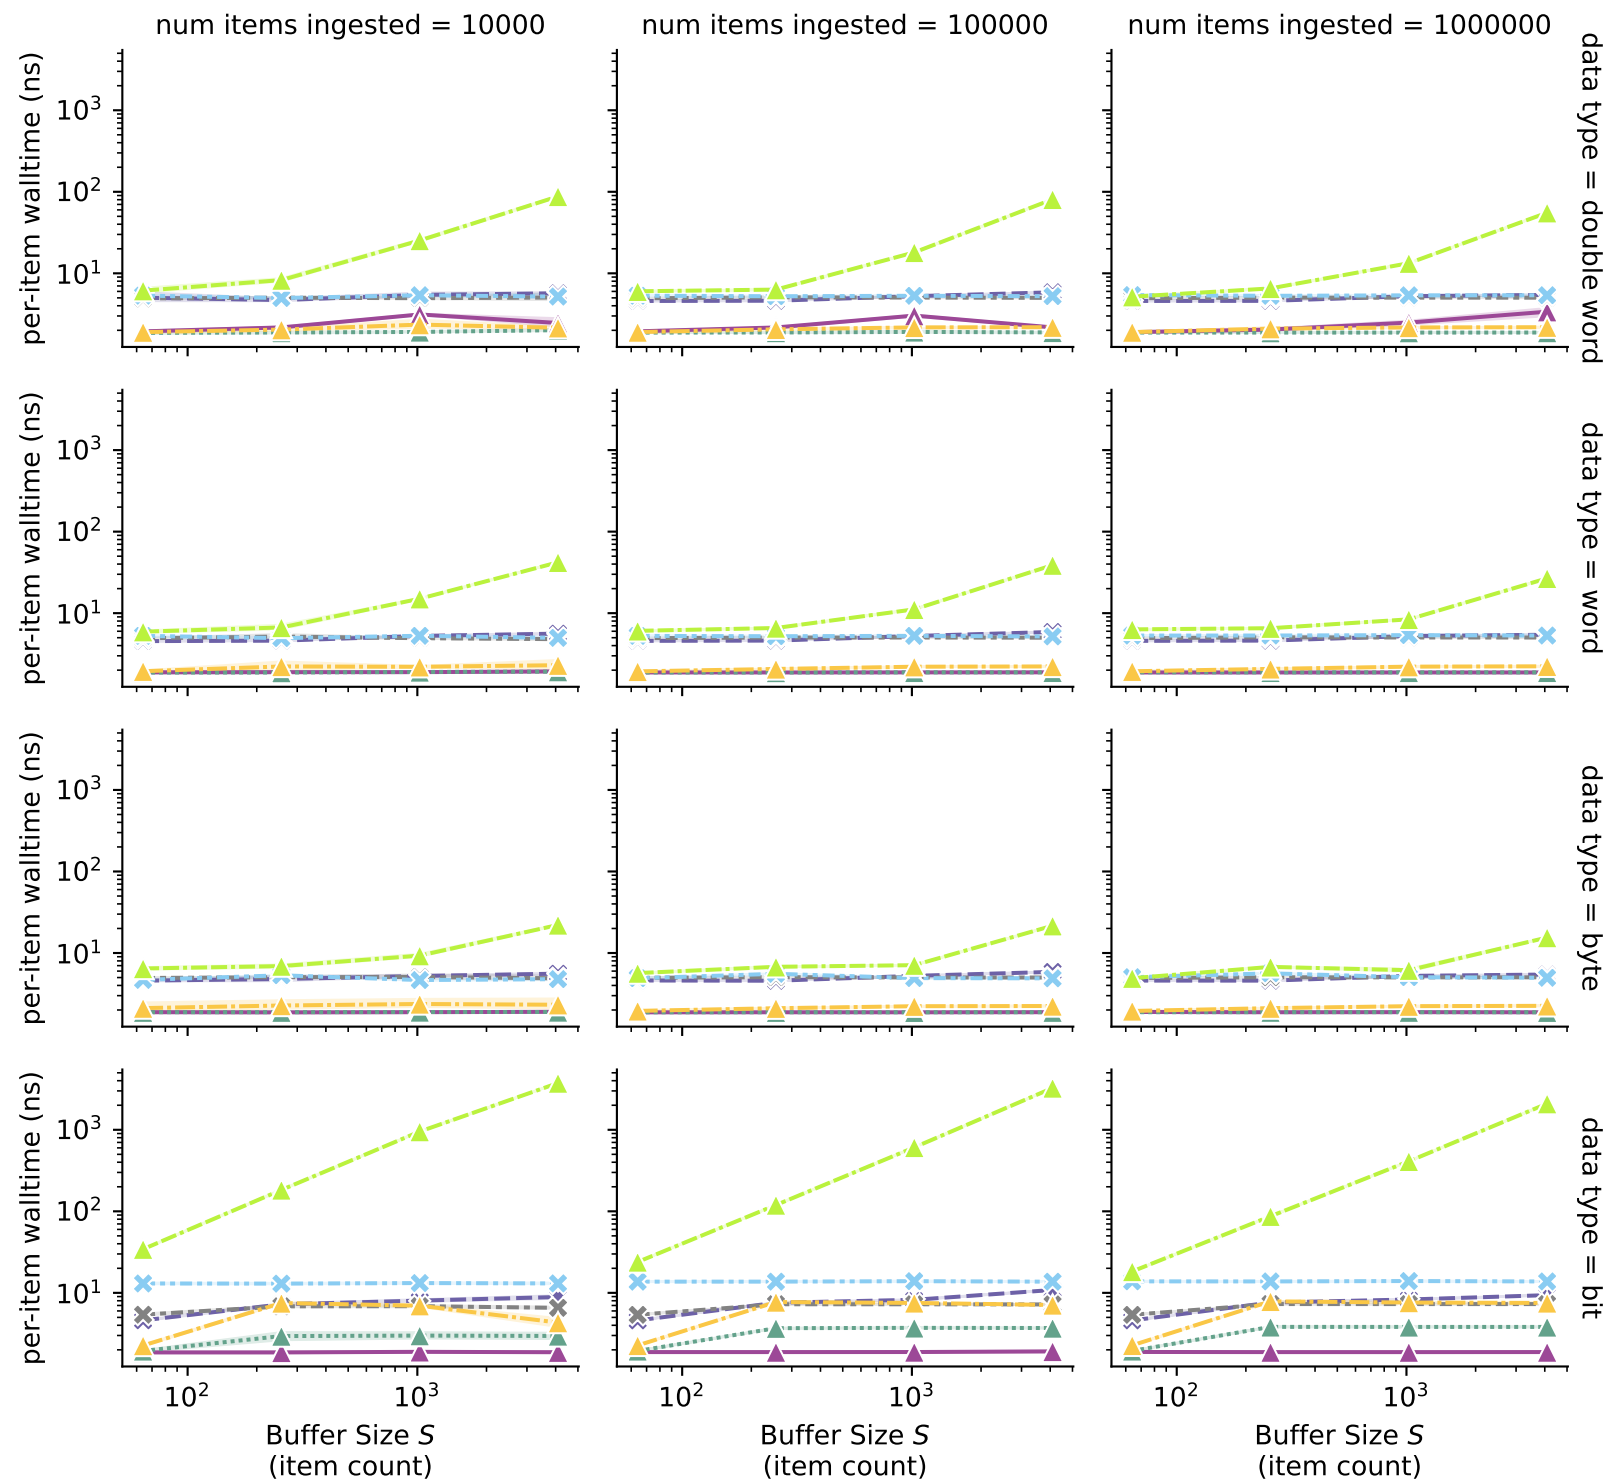 num items ingested = 10000
num items ingested = 100000
num items ingested = 1000000
per-item walltime (ns)
10³
10²
10¹
data type = double word
per-item walltime (ns)
10³
10²
10¹
data type = word
per-item walltime (ns)
10³
10²
10¹
data type = byte
per-item walltime (ns)
10³
10²
10¹
data type = bit
10² 10³
10² 10³
10² 10³
Buffer Size S
(item count)
Buffer Size S
(item count)
Buffer Size S
(item count)